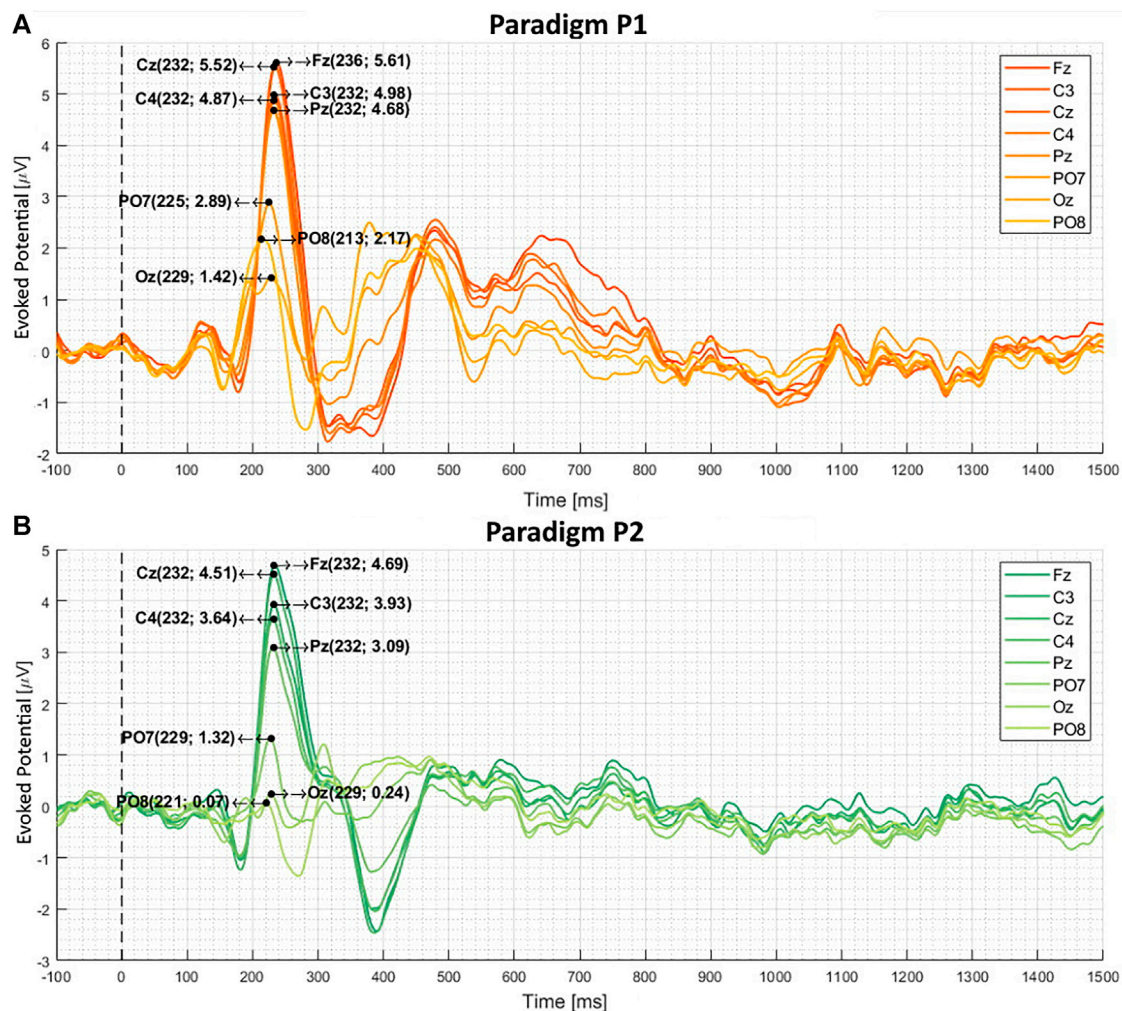 A
Paradigm P1
Evoked Potential [μV]
6
5
4
3
2
1
0
-1
-2
Cz(232; 5.52)←← →→Fz(236; 5.61)
C4(232; 4.87)←← →→C3(232; 4.98)
→→Pz(232; 4.68)
PO7(225; 2.89)←←
→→PO8(213; 2.17)
Oz(229; 1.42)←←
Fz
C3
Cz
C4
Pz
PO7
Oz
PO8
-100 0 100 200 300 400 500 600 700 800 900 1000 1100 1200 1300 1400 1500
Time [ms]
B
Paradigm P2
Evoked Potential [μV]
5
4
3
2
1
0
-1
-2
-3
Cz(232; 4.51)←← →→Fz(232; 4.69)
C4(232; 3.64)←← →→C3(232; 3.93)
→→Pz(232; 3.09)
PO7(229; 1.32)←←
PO8(221; 0.07)←← →→Oz(229; 0.24)
Fz
C3
Cz
C4
Pz
PO7
Oz
PO8
-100 0 100 200 300 400 500 600 700 800 900 1000 1100 1200 1300 1400 1500
Time [ms]